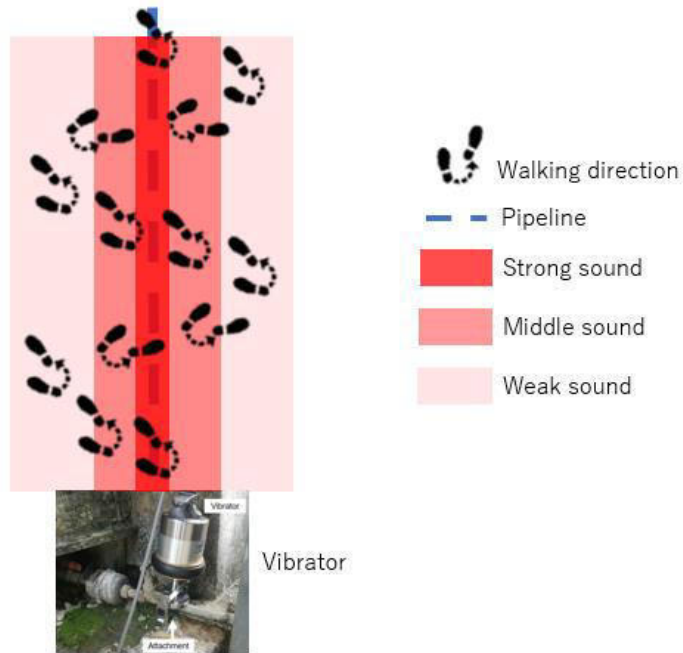 Walking direction
Pipeline
Strong sound
Middle sound
Weak sound
Vibrator
Vibrator
Attachment